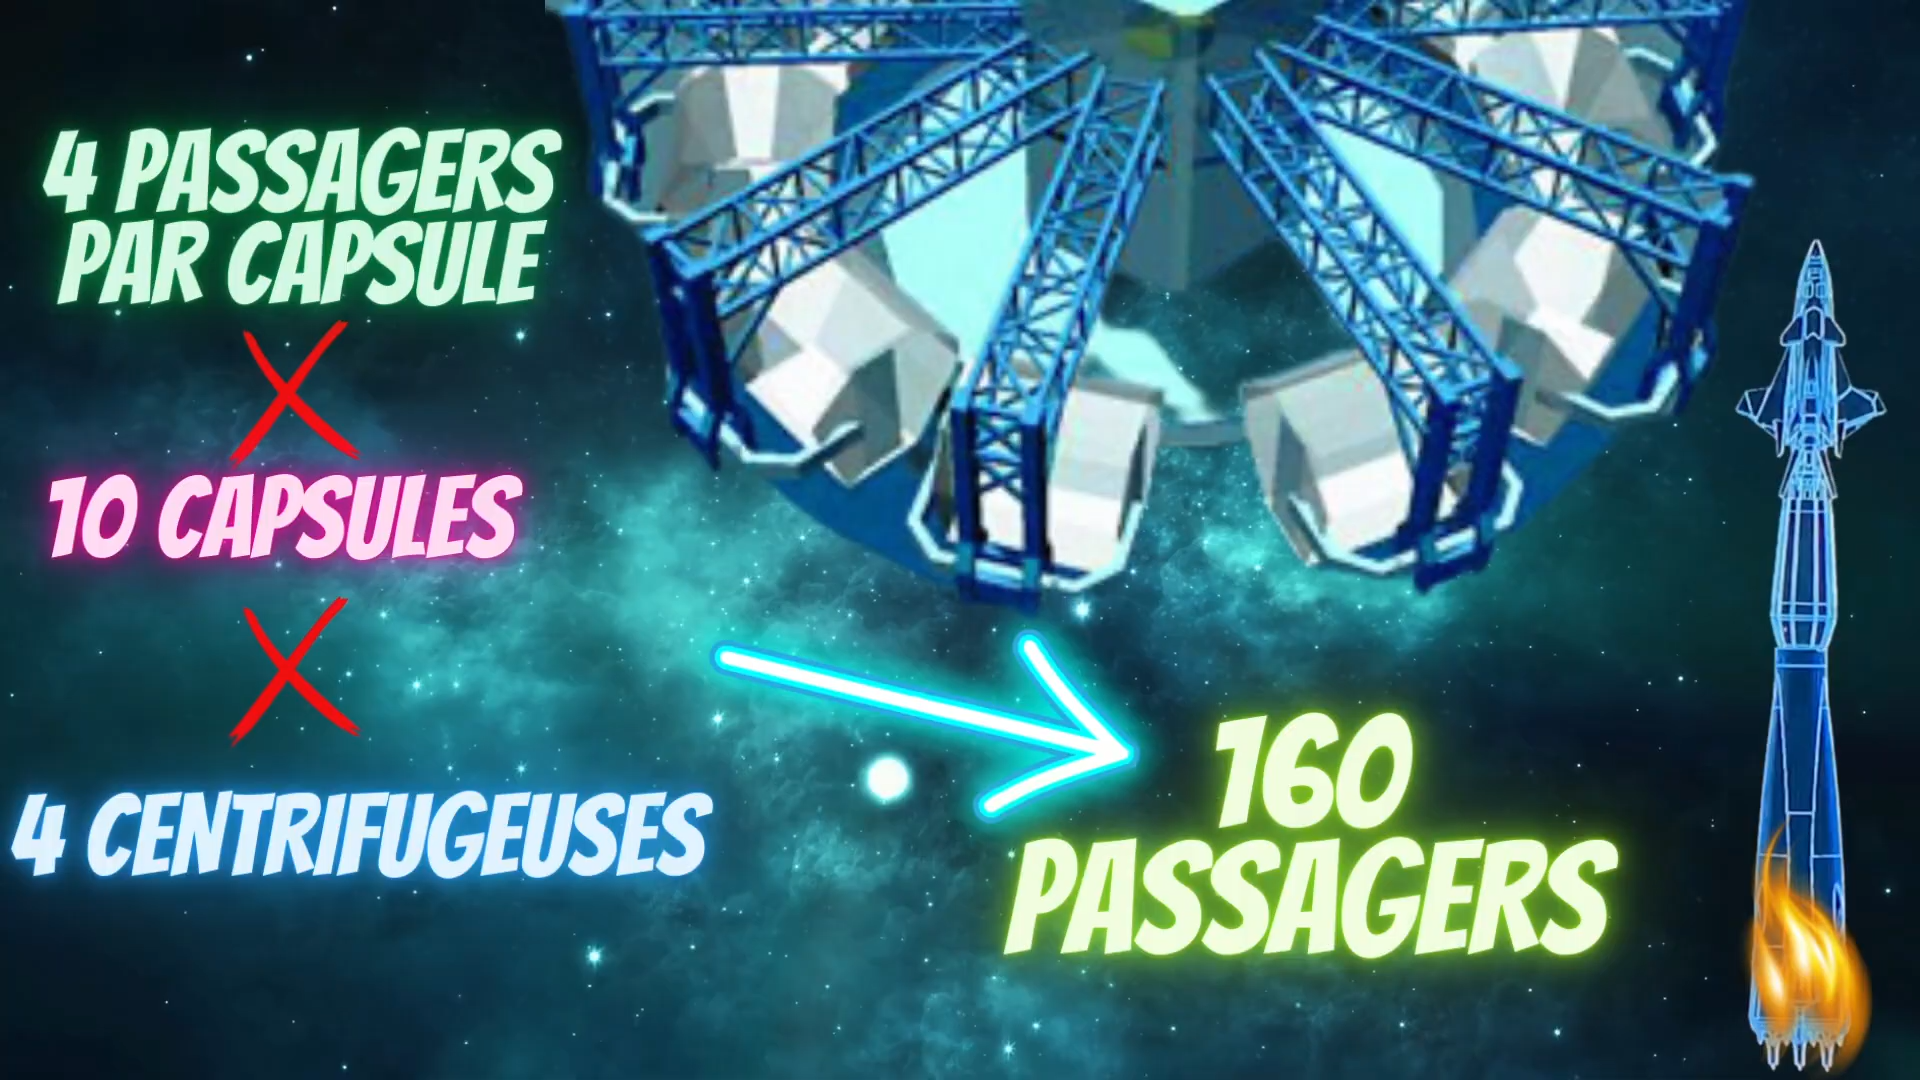 4 PASSAGERS
PAR CAPSULE
10 CAPSULES
4 CENTRIFUGEUSES
160
PASSAGERS